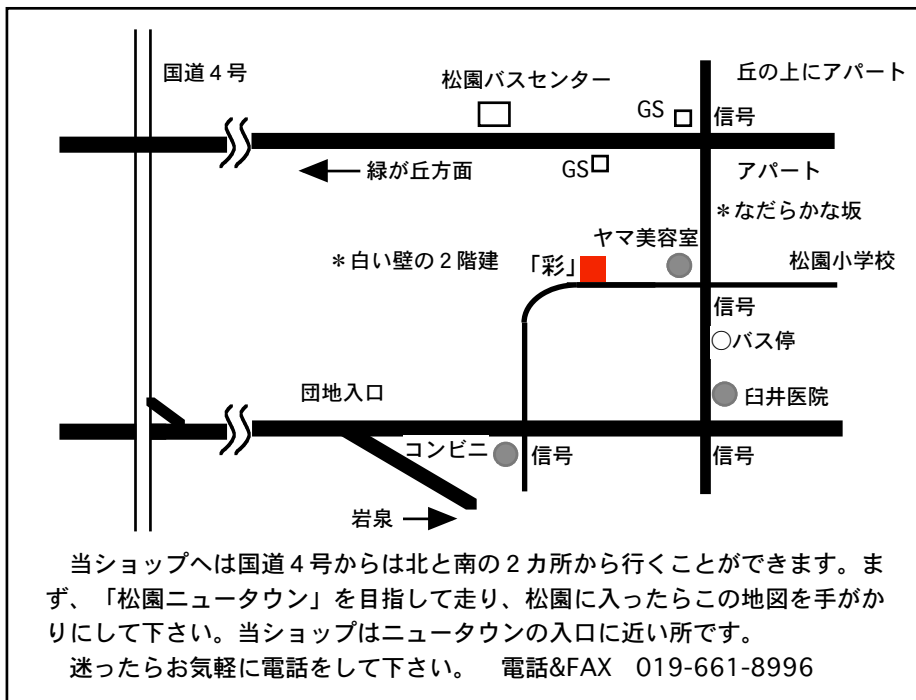 国道４号
松園バスセンター
丘の上にアパート
GS
信号
緑が丘方面
GS
アパート
＊なだらかな坂
ヤマ美容室
＊白い壁の２階建
「彩」
松園小学校
信号
○バス停
団地入口
臼井医院
コンビニ
信号
信号
岩泉
当ショップへは国道４号からは北と南の２カ所から行くことができます。ま
ず、「松園ニュータウン」を目指して走り、松園に入ったらこの地図を手がか
りにして下さい。当ショップはニュータウンの入口に近い所です。
迷ったらお気軽に電話をして下さい。　電話&FAX　019-661-8996